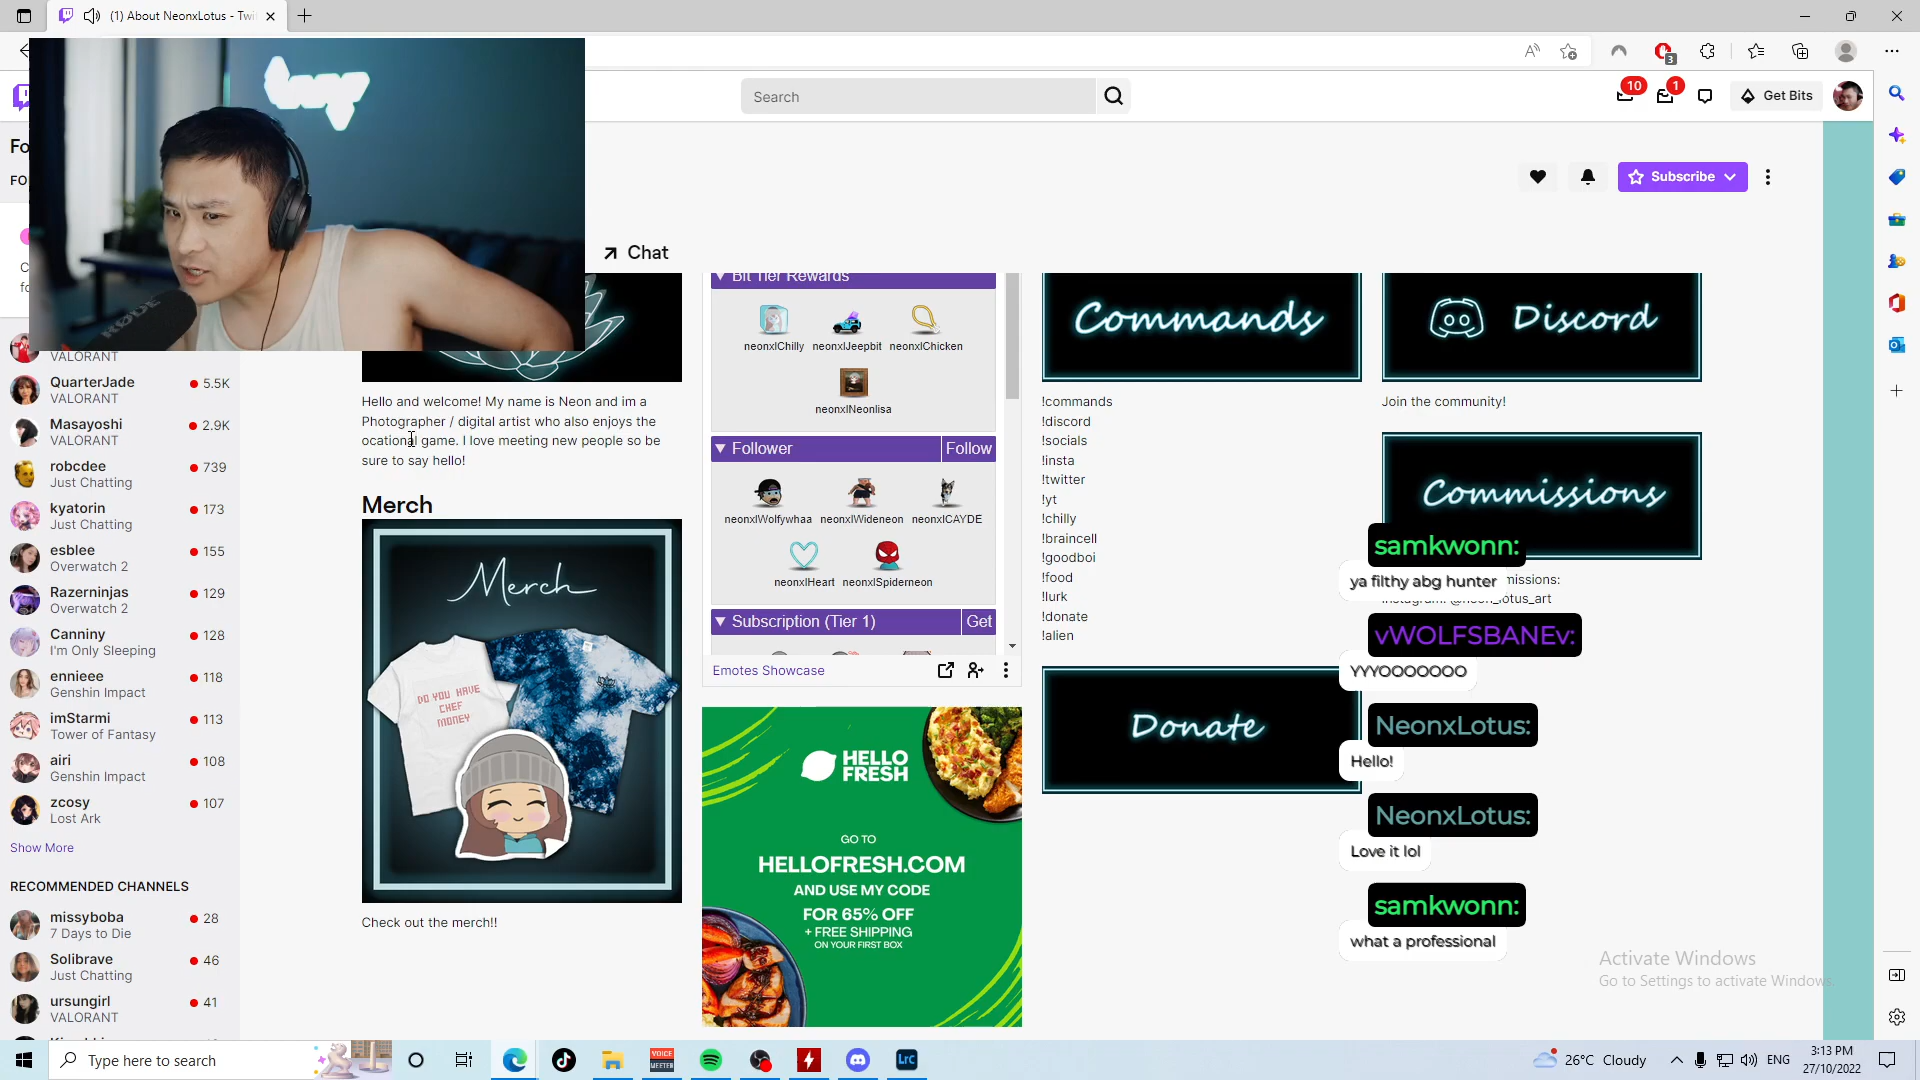 (1) About NeonxLotus - Twi
Search
10
1
Get Bits
Subscribe
Chat
VALORANT
QuarterJade
5.5K
VALORANT
Masayoshi
2.9K
VALORANT
robcdee
739
Just Chatting
kyatorin
173
Just Chatting
esblee
155
Overwatch 2
Razerninjas
129
Overwatch 2
Canniny
128
I'm Only Sleeping
ennieee
118
Genshin Impact
imStarmi
113
Tower of Fantasy
airi
108
Genshin Impact
zcosy
107
Lost Ark
Show More
RECOMMENDED CHANNELS
missyboba
28
7 Days to Die
Solibrave
46
Just Chatting
ursungirl
41
VALORANT
RØDE
Hello and welcome! My name is Neon and im a
Photographer / digital artist who also enjoys the
ocational game. I love meeting new people so be
sure to say hello!
Merch
Merch
DO YOU HAVE
CHEF
MONEY
Check out the merch!!
Bit Tier Rewards
neonxlChilly neonxlJeepbit neonxlChicken
neonxlNeonlisa
Follower
Follow
neonxlWolfywhaa neonxlWideneon neonxlCAYDE
neonxlHeart neonxlSpiderneon
Subscription (Tier 1)
Get
Emotes Showcase
HELLO
FRESH
GO TO
HELLOFRESH.COM
AND USE MY CODE
FOR 65% OFF
+ FREE SHIPPING
ON YOUR FIRST BOX
Commands
!commands
!discord
!socials
!insta
!twitter
!yt
!chilly
!braincell
!goodboi
!food
!lurk
!donate
!alien
Donate
Discord
Join the community!
Commissions
samkwonn:
ya filthy abg hunter
missions:
vWOLFSBANEv:
YYYOOOOOOO
NeonxLotus:
Hello!
NeonxLotus:
Love it lol
samkwonn:
what a professional
Activate Windows
Go to Settings to activate Windows.
Type here to search
VOICE
MEETER
Lrc
26°C Cloudy
ENG
3:13 PM
27/10/2022